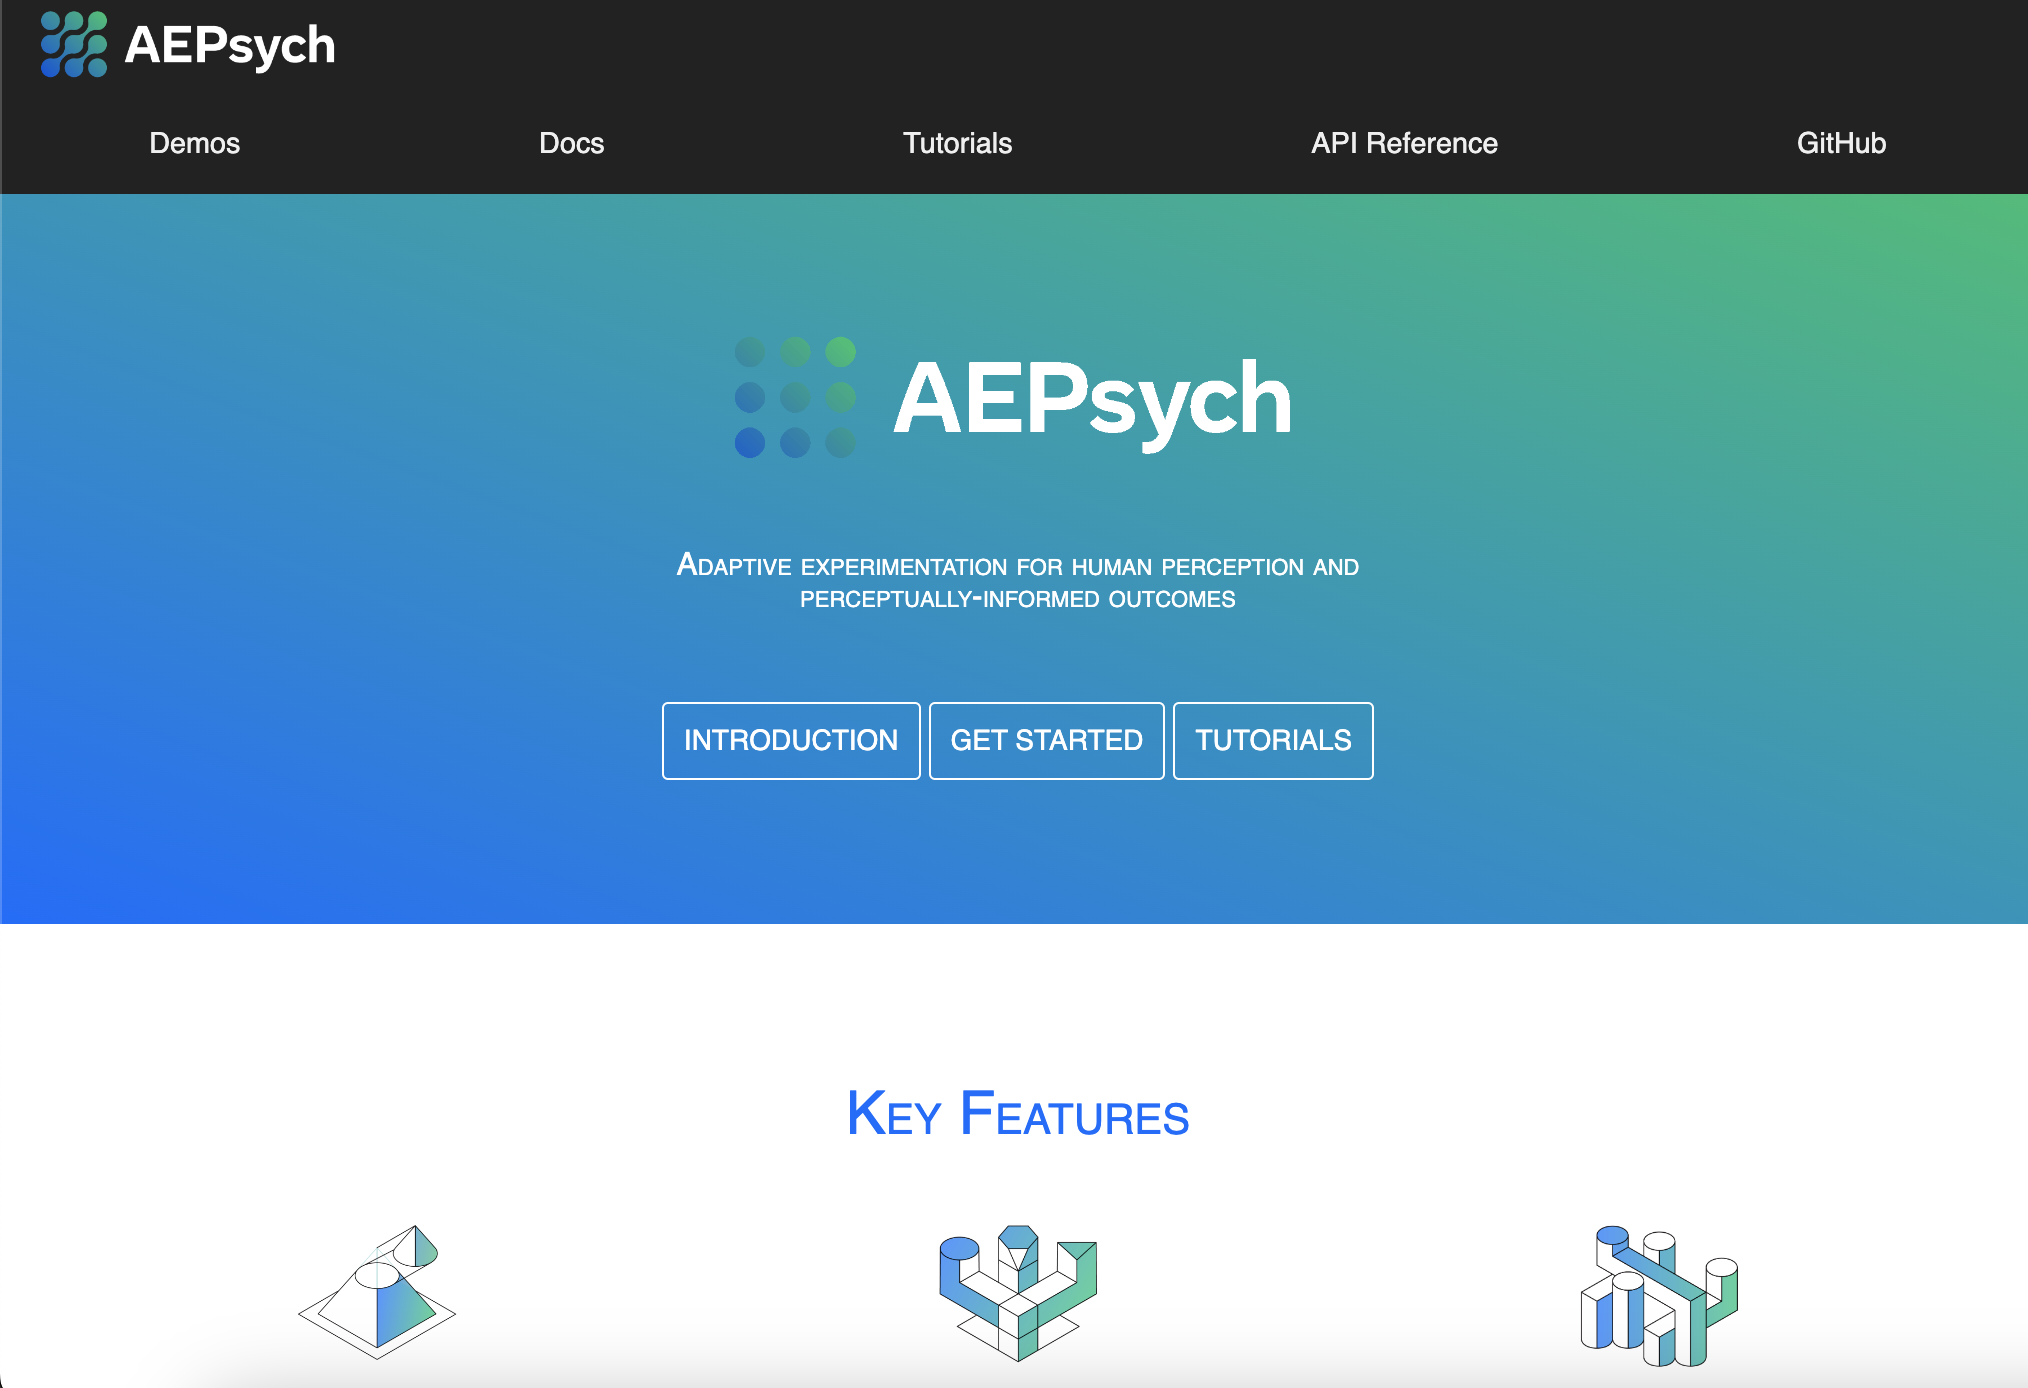 AEPsych
Demos Docs Tutorials API Reference GitHub
AEPsych
Adaptive experimentation for human perception and
perceptually-informed outcomes
INTRODUCTION GET STARTED TUTORIALS
Key Features